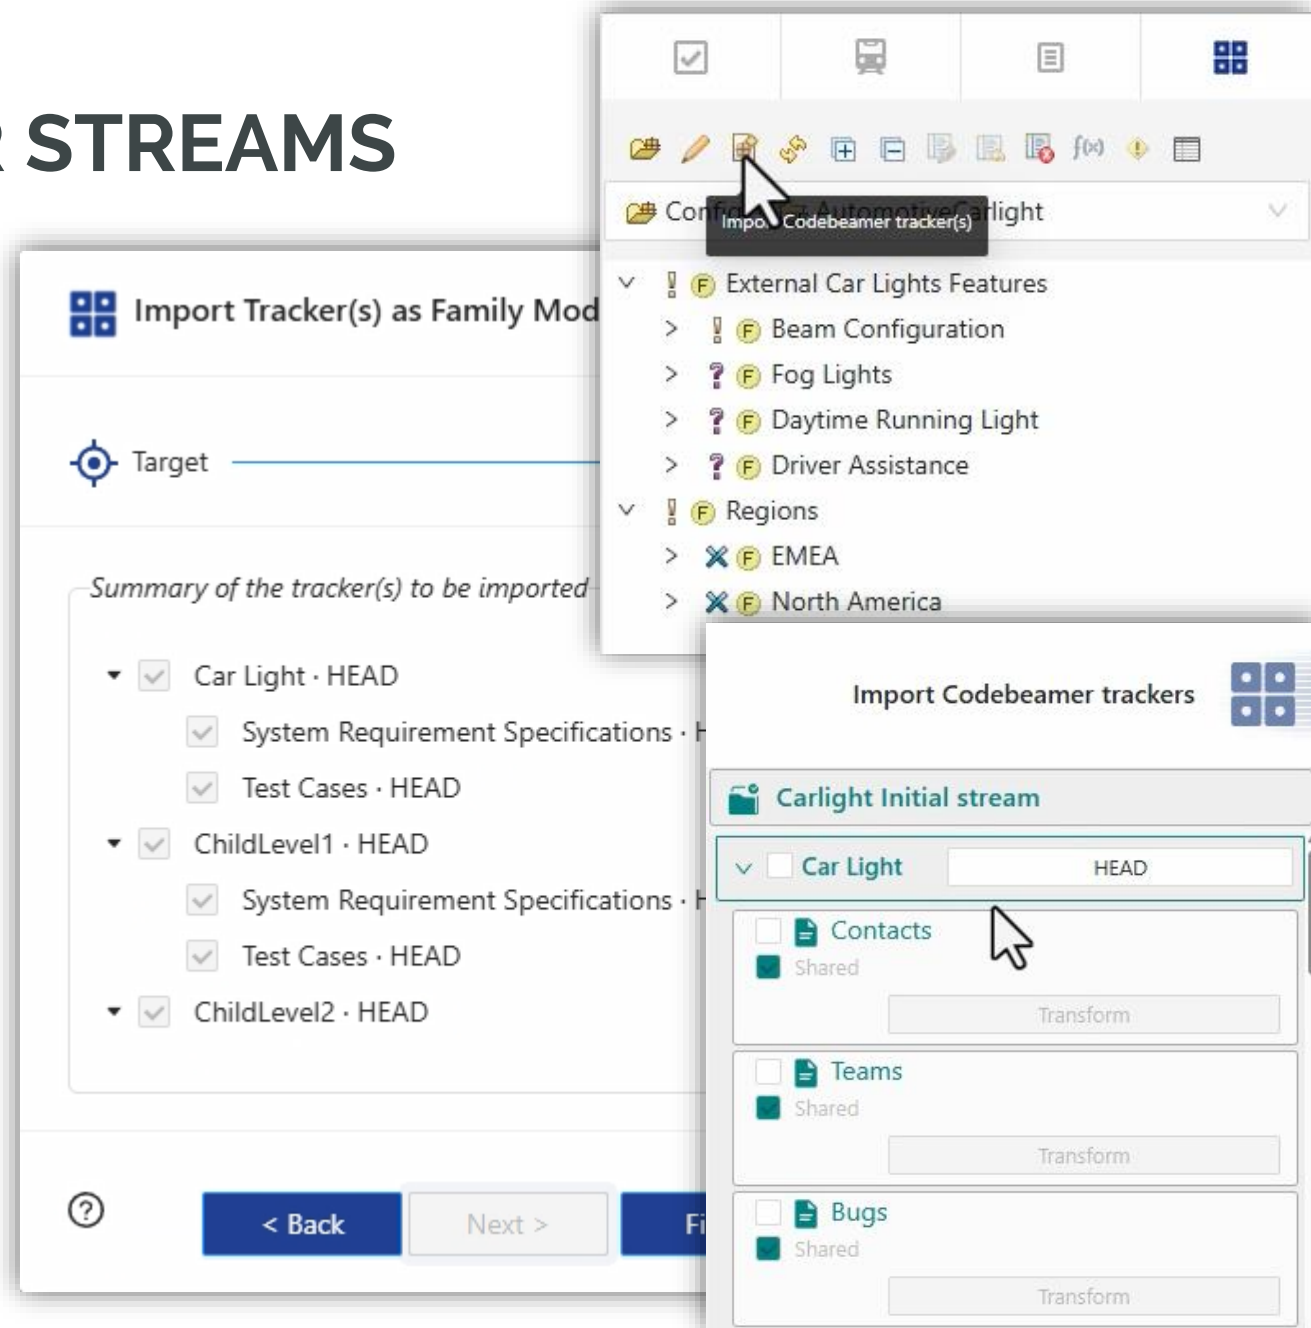 R STREAMS
Import Tracker(s) as Family Mod
Target
Summary of the tracker(s) to be imported
Car Light · HEAD
System Requirement Specifications · H
Test Cases · HEAD
ChildLevel1 · HEAD
System Requirement Specifications · H
Test Cases · HEAD
ChildLevel2 · HEAD
?
< Back
Next >
Fi
f(x)
Import Codebeamer tracker(s)
AutomotiveCarlight
External Car Lights Features
Beam Configuration
Fog Lights
Daytime Running Light
Driver Assistance
Regions
EMEA
North America
Import Codebeamer trackers
Carlight Initial stream
Car Light
HEAD
Contacts
Shared
Transform
Teams
Shared
Transform
Bugs
Shared
Transform